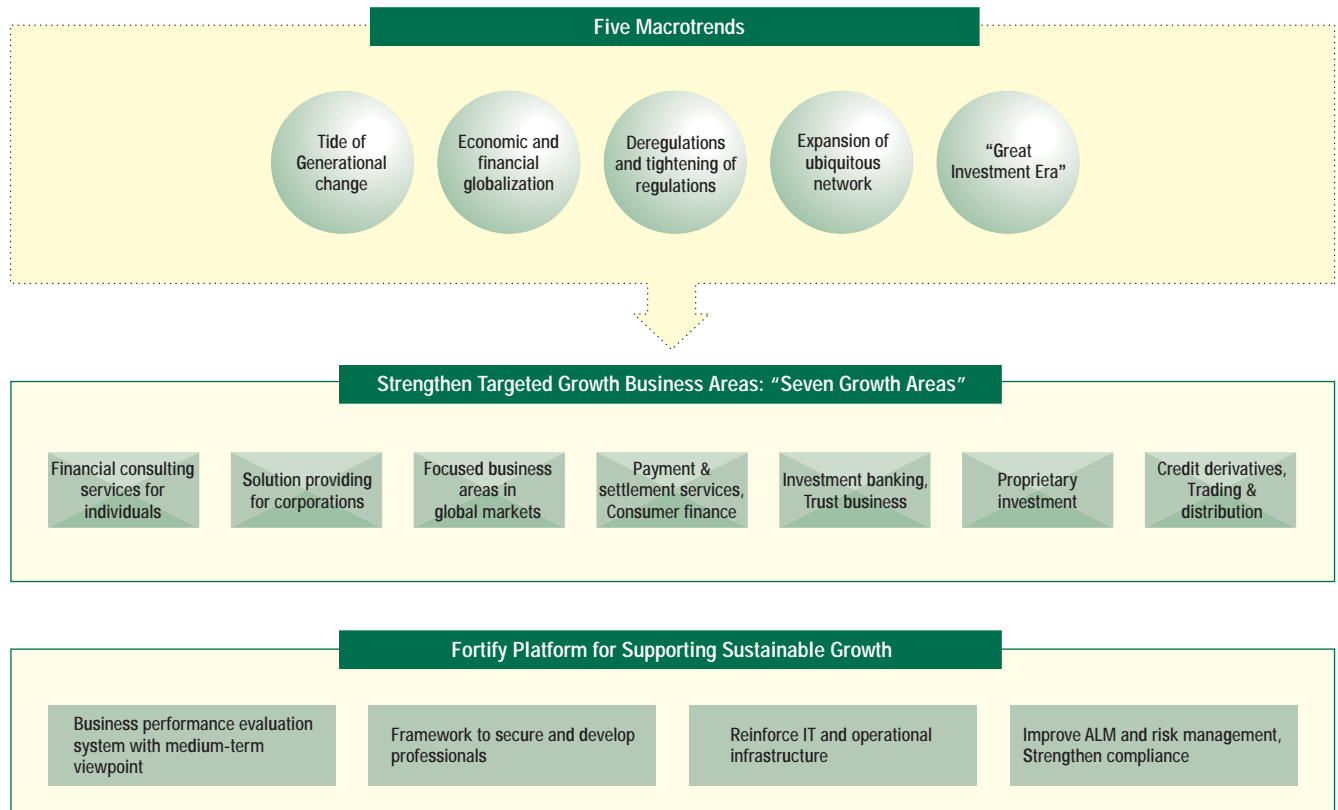 Five Macrotrends
Tide of
Generational
change
Economic and
financial
globalization
Deregulations
and tightening of
regulations
Expansion of
ubiquitous
network
“Great
Investment Era”
Strengthen Targeted Growth Business Areas: “Seven Growth Areas”
Financial consulting
services for
individuals
Solution providing
for corporations
Focused business
areas in
global markets
Payment &
settlement services,
Consumer finance
Investment banking,
Trust business
Proprietary
investment
Credit derivatives,
Trading &
distribution
Fortify Platform for Supporting Sustainable Growth
Business performance evaluation
system with medium-term
viewpoint
Framework to secure and develop
professionals
Reinforce IT and operational
infrastructure
Improve ALM and risk management,
Strengthen compliance